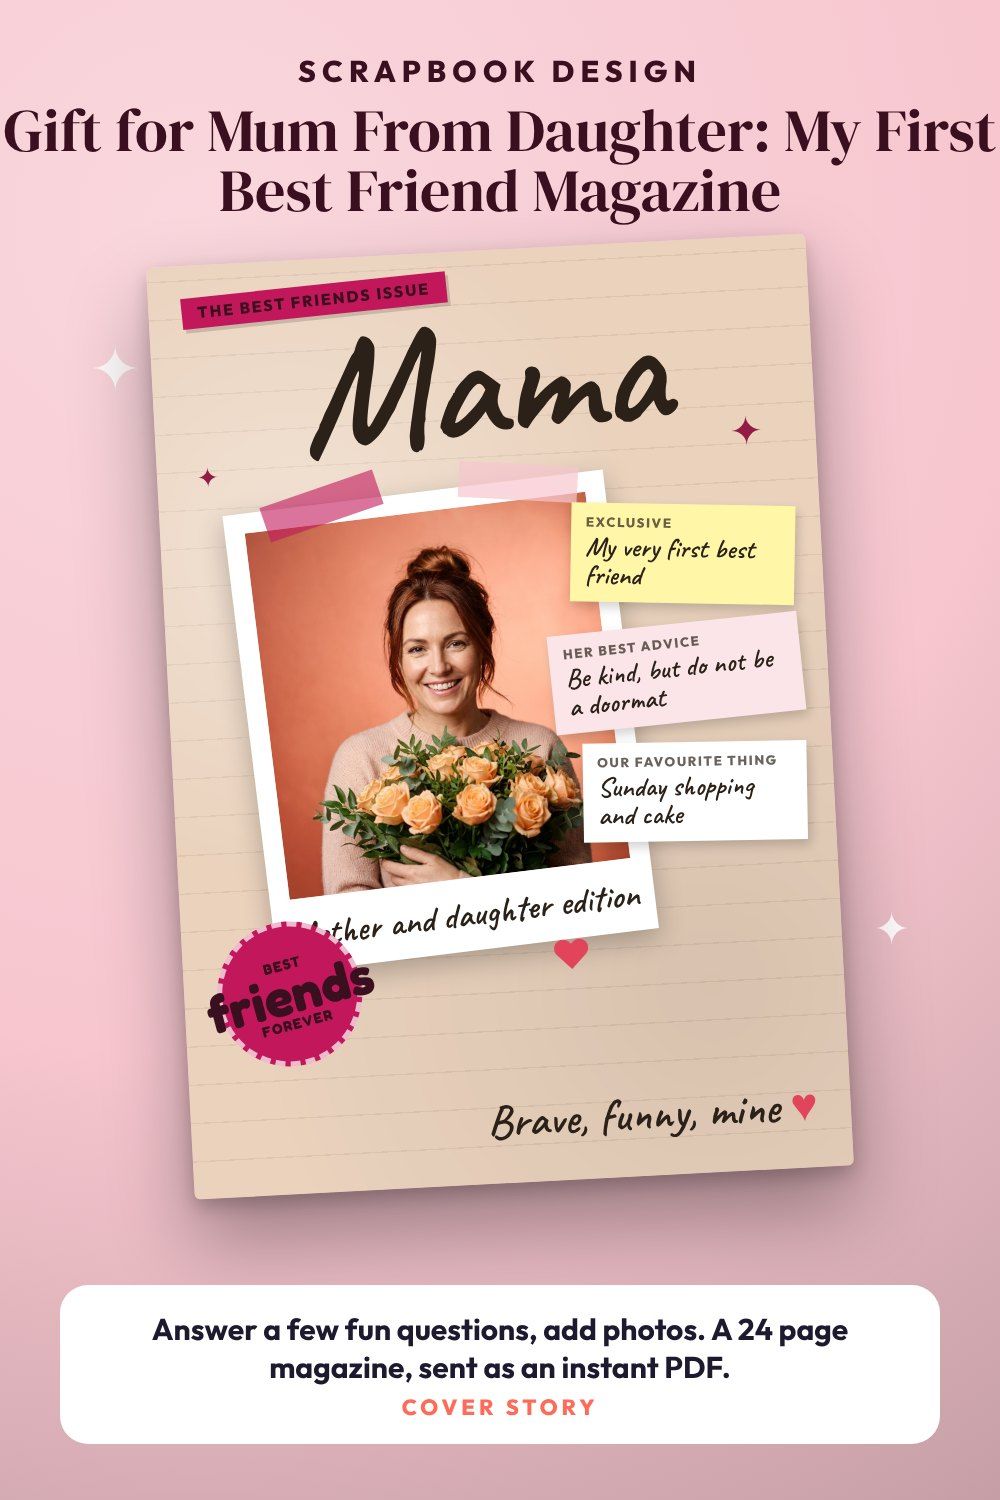 SCRAPBOOK DESIGN
Gift for Mum From Daughter: My First
Best Friend Magazine
THE BEST FRIENDS ISSUE
Mama
EXCLUSIVE
My very first best
friend
HER BEST ADVICE
Be kind, but do not be
a doormat
OUR FAVOURITE THING
Sunday shopping
and cake
and daughter edition
BEST
friends
FOREVER
Brave, funny, mine
Answer a few fun questions, add photos. A 24 page
magazine, sent as an instant PDF.
COVER STORY